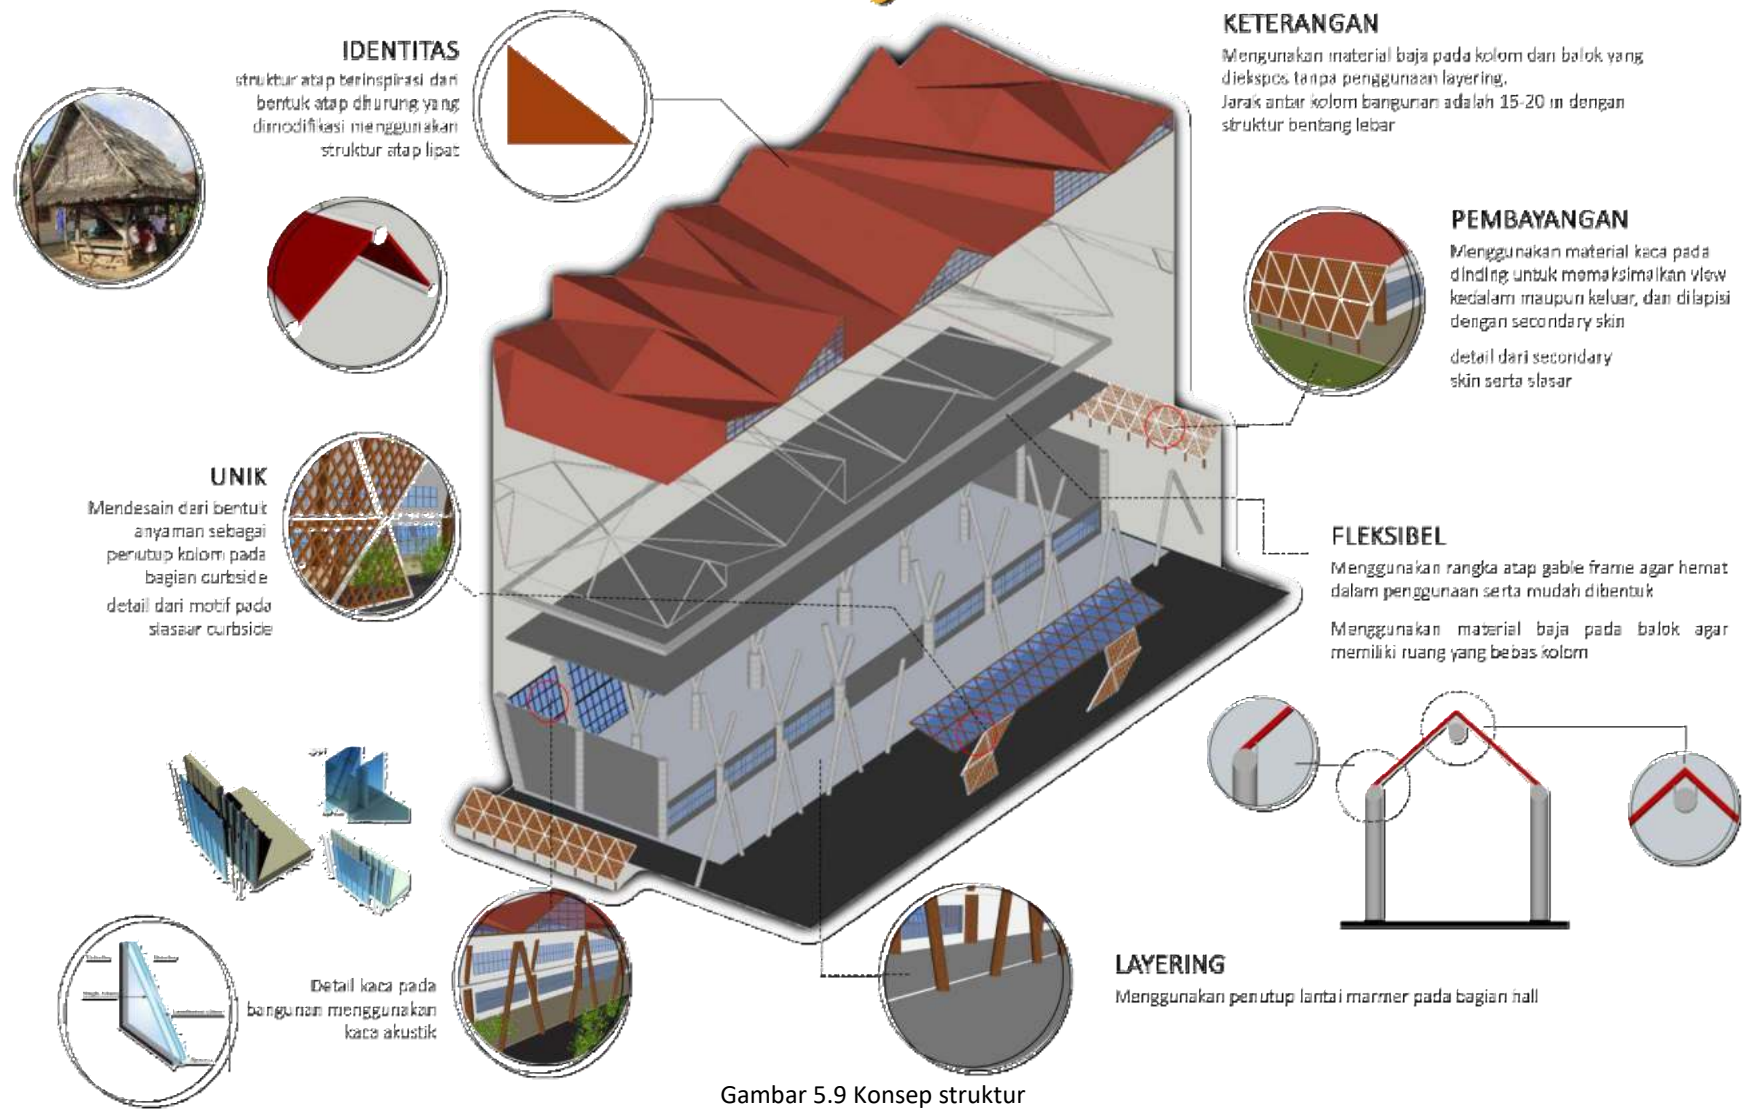 IDENTITAS
struktur atap terinspirasi dari
bentuk atap dhurung yang
dimodifikasi menggunakan
struktur atap lipat
KETERANGAN
Mengunakan material baja pada kolom dan balok yang
diekspos tanpa penggunaan layering.
Jarak antar kolom bangunan adalah 15-20 m dengan
struktur bentang lebar
PEMBAYANGAN
Menggunakan material kaca pada
dinding untuk memaksimalkan view
kedalam maupun keluar, dan dilapisi
dengan secondary skin
detail dari secondary
skin serta slasar
UNIK
Mendesain dari bentuk
anyaman sebagai
penutup kolom pada
bagian curbside
detail dari motif pada
slasaar curbside
FLEKSIBEL
Menggunakan rangka atap gable frame agar hemat
dalam penggunaan serta mudah dibentuk
Menggunakan material baja pada balok agar
memiliki ruang yang bebas kolom
Detail kaca pada
bangunan menggunakan
kaca akustik
LAYERING
Menggunakan penutup lantai marmer pada bagian hall
Gambar 5.9 Konsep struktur